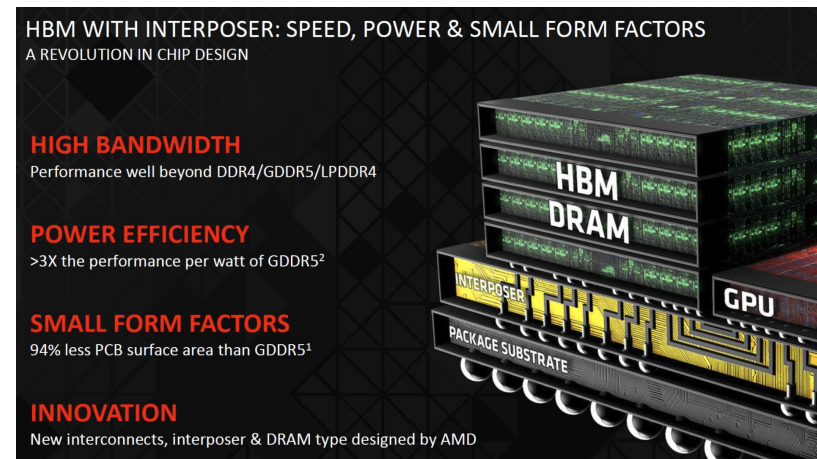 HBM WITH INTERPOSER: SPEED, POWER & SMALL FORM FACTORS
A REVOLUTION IN CHIP DESIGN
HIGH BANDWIDTH
Performance well beyond DDR4/GDDR5/LPDDR4
POWER EFFICIENCY
>3X the performance per watt of GDDR5²
SMALL FORM FACTORS
94% less PCB surface area than GDDR5¹
INNOVATION
New interconnects, interposer & DRAM type designed by AMD
HBM
DRAM
INTERPOSER
GPU
PACKAGE SUBSTRATE